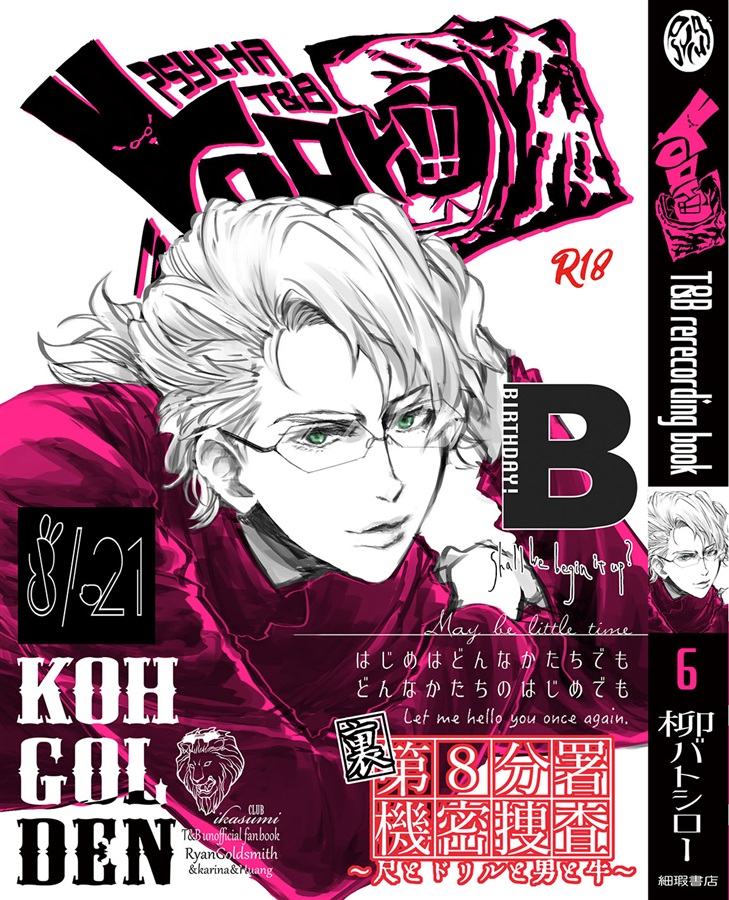 PSYCHA
T&B
R18
BIRTHDAY!
B
shall we begin it up?
8/.21
May be little time
はじめはどんなかたちでも
どんなかたちのはじめでも
Let me hello you once again.
KOH
GOL
DEN
CLUB
ikasumi
T&B unofficial fanbook
RyanGoldsmith
&karina&Huang
第8分署
機密捜査
～尺とドリルと男と牛～
T&B rerecording book
6
柳バトシロー
細瑕書店